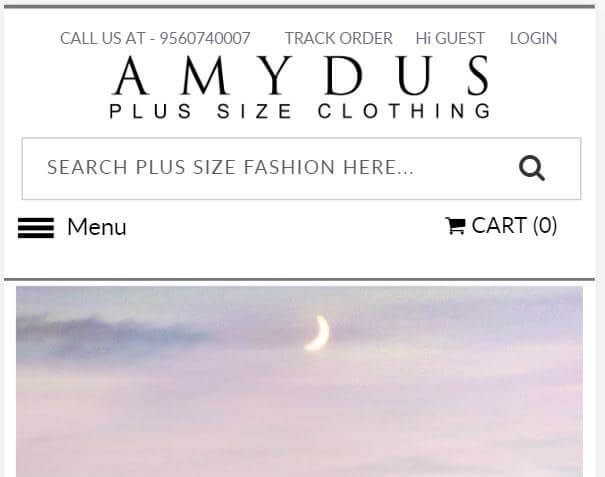 CALL US AT - 9560740007 TRACK ORDER Hi GUEST LOGIN
AMYDUS
PLUS SIZE CLOTHING
SEARCH PLUS SIZE FASHION HERE...
Menu CART (0)